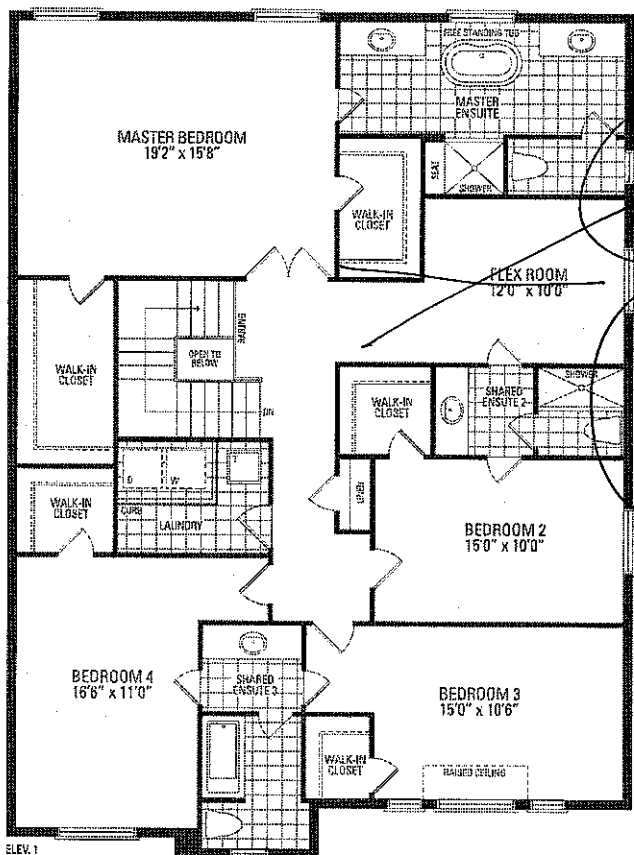 FREE STANDING TUB
MASTER
ENSUITE
MASTER BEDROOM
19'2" x 15'8"
SEAT
SHOWER
WALK-IN
CLOSET
FLEX ROOM
12'0" x 10'0"
RAILING
OPEN TO
BELOW
DN
WALK-IN
CLOSET
SHOWER
SHARED
ENSUITE 2
WALK-IN
CLOSET
D
W
T
LINEN
WALK-IN
CLOSET
CURB
LAUNDRY
BEDROOM 2
15'0" x 10'0"
BEDROOM 4
16'6" x 11'0"
SHARED
ENSUITE 3
BEDROOM 3
15'0" x 10'6"
WALK-IN
CLOSET
RAISED CEILING
ELEV. 1